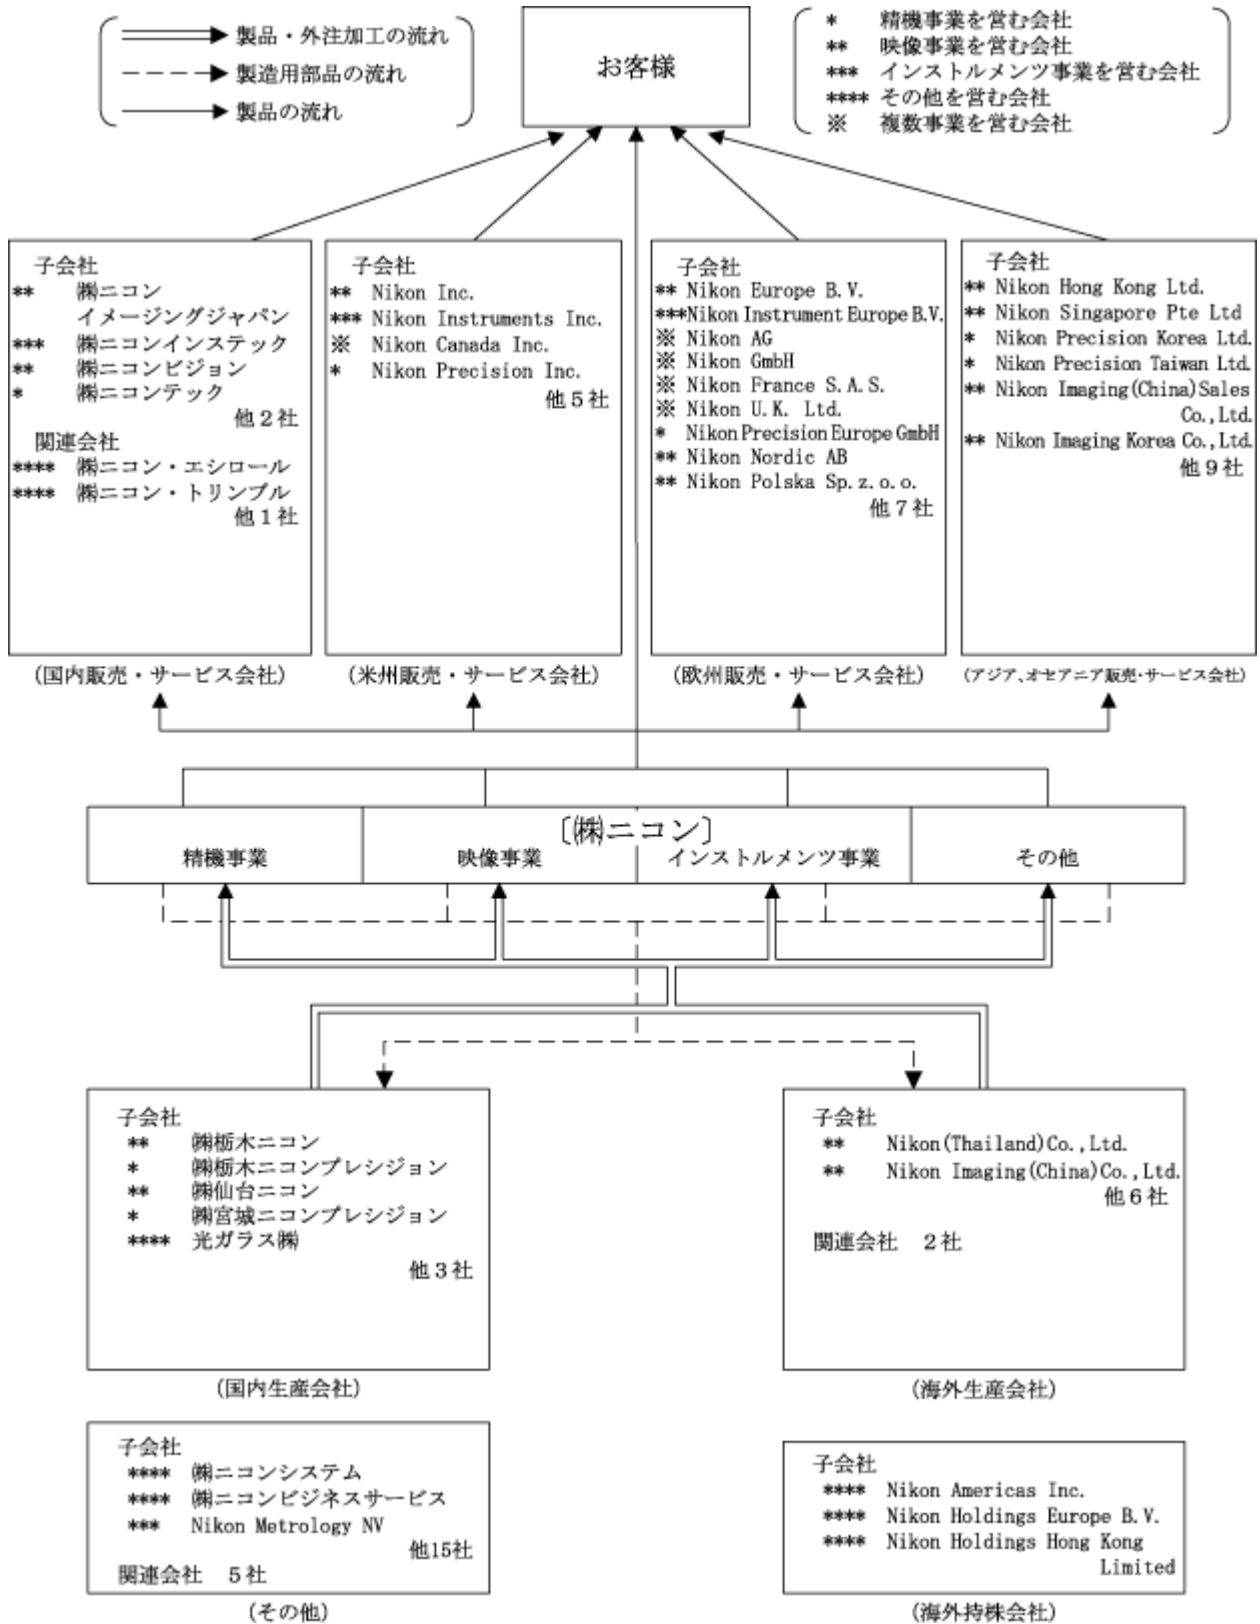 製品・外注加工の流れ
製造用部品の流れ
製品の流れ
お客様
* 精機事業を営む会社
** 映像事業を営む会社
*** インストルメンツ事業を営む会社
**** その他を営む会社
※ 複数事業を営む会社
子会社
** ㈱ニコン
イメージングジャパン
*** ㈱ニコンインステック
** ㈱ニコンビジョン
* ㈱ニコンテック
他2社
関連会社
**** ㈱ニコン・エシロール
**** ㈱ニコン・トリンブル
他1社
(国内販売・サービス会社)
子会社
** Nikon Inc.
*** Nikon Instruments Inc.
※ Nikon Canada Inc.
* Nikon Precision Inc.
他5社
(米州販売・サービス会社)
子会社
** Nikon Europe B.V.
***Nikon Instrument Europe B.V.
※ Nikon AG
※ Nikon GmbH
※ Nikon France S.A.S.
※ Nikon U.K. Ltd.
* Nikon Precision Europe GmbH
** Nikon Nordic AB
** Nikon Polska Sp.z.o.o.
他7社
(欧州販売・サービス会社)
子会社
** Nikon Hong Kong Ltd.
** Nikon Singapore Pte Ltd
* Nikon Precision Korea Ltd.
* Nikon Precision Taiwan Ltd.
** Nikon Imaging(China)Sales
Co.,Ltd.
** Nikon Imaging Korea Co.,Ltd.
他9社
(アジア、オセアニア販売・サービス会社)
〔㈱ニコン〕
精機事業
映像事業
インストルメンツ事業
その他
子会社
** ㈱栃木ニコン
* ㈱栃木ニコンプレシジョン
** ㈱仙台ニコン
* ㈱宮城ニコンプレシジョン
**** 光ガラス㈱
他3社
(国内生産会社)
子会社
** Nikon(Thailand)Co.,Ltd.
** Nikon Imaging(China)Co.,Ltd.
他6社
関連会社 2社
(海外生産会社)
子会社
**** ㈱ニコンシステム
**** ㈱ニコンビジネスサービス
*** Nikon Metrology NV
他15社
関連会社 5社
(その他)
子会社
**** Nikon Americas Inc.
**** Nikon Holdings Europe B.V.
**** Nikon Holdings Hong Kong
Limited
(海外持株会社)